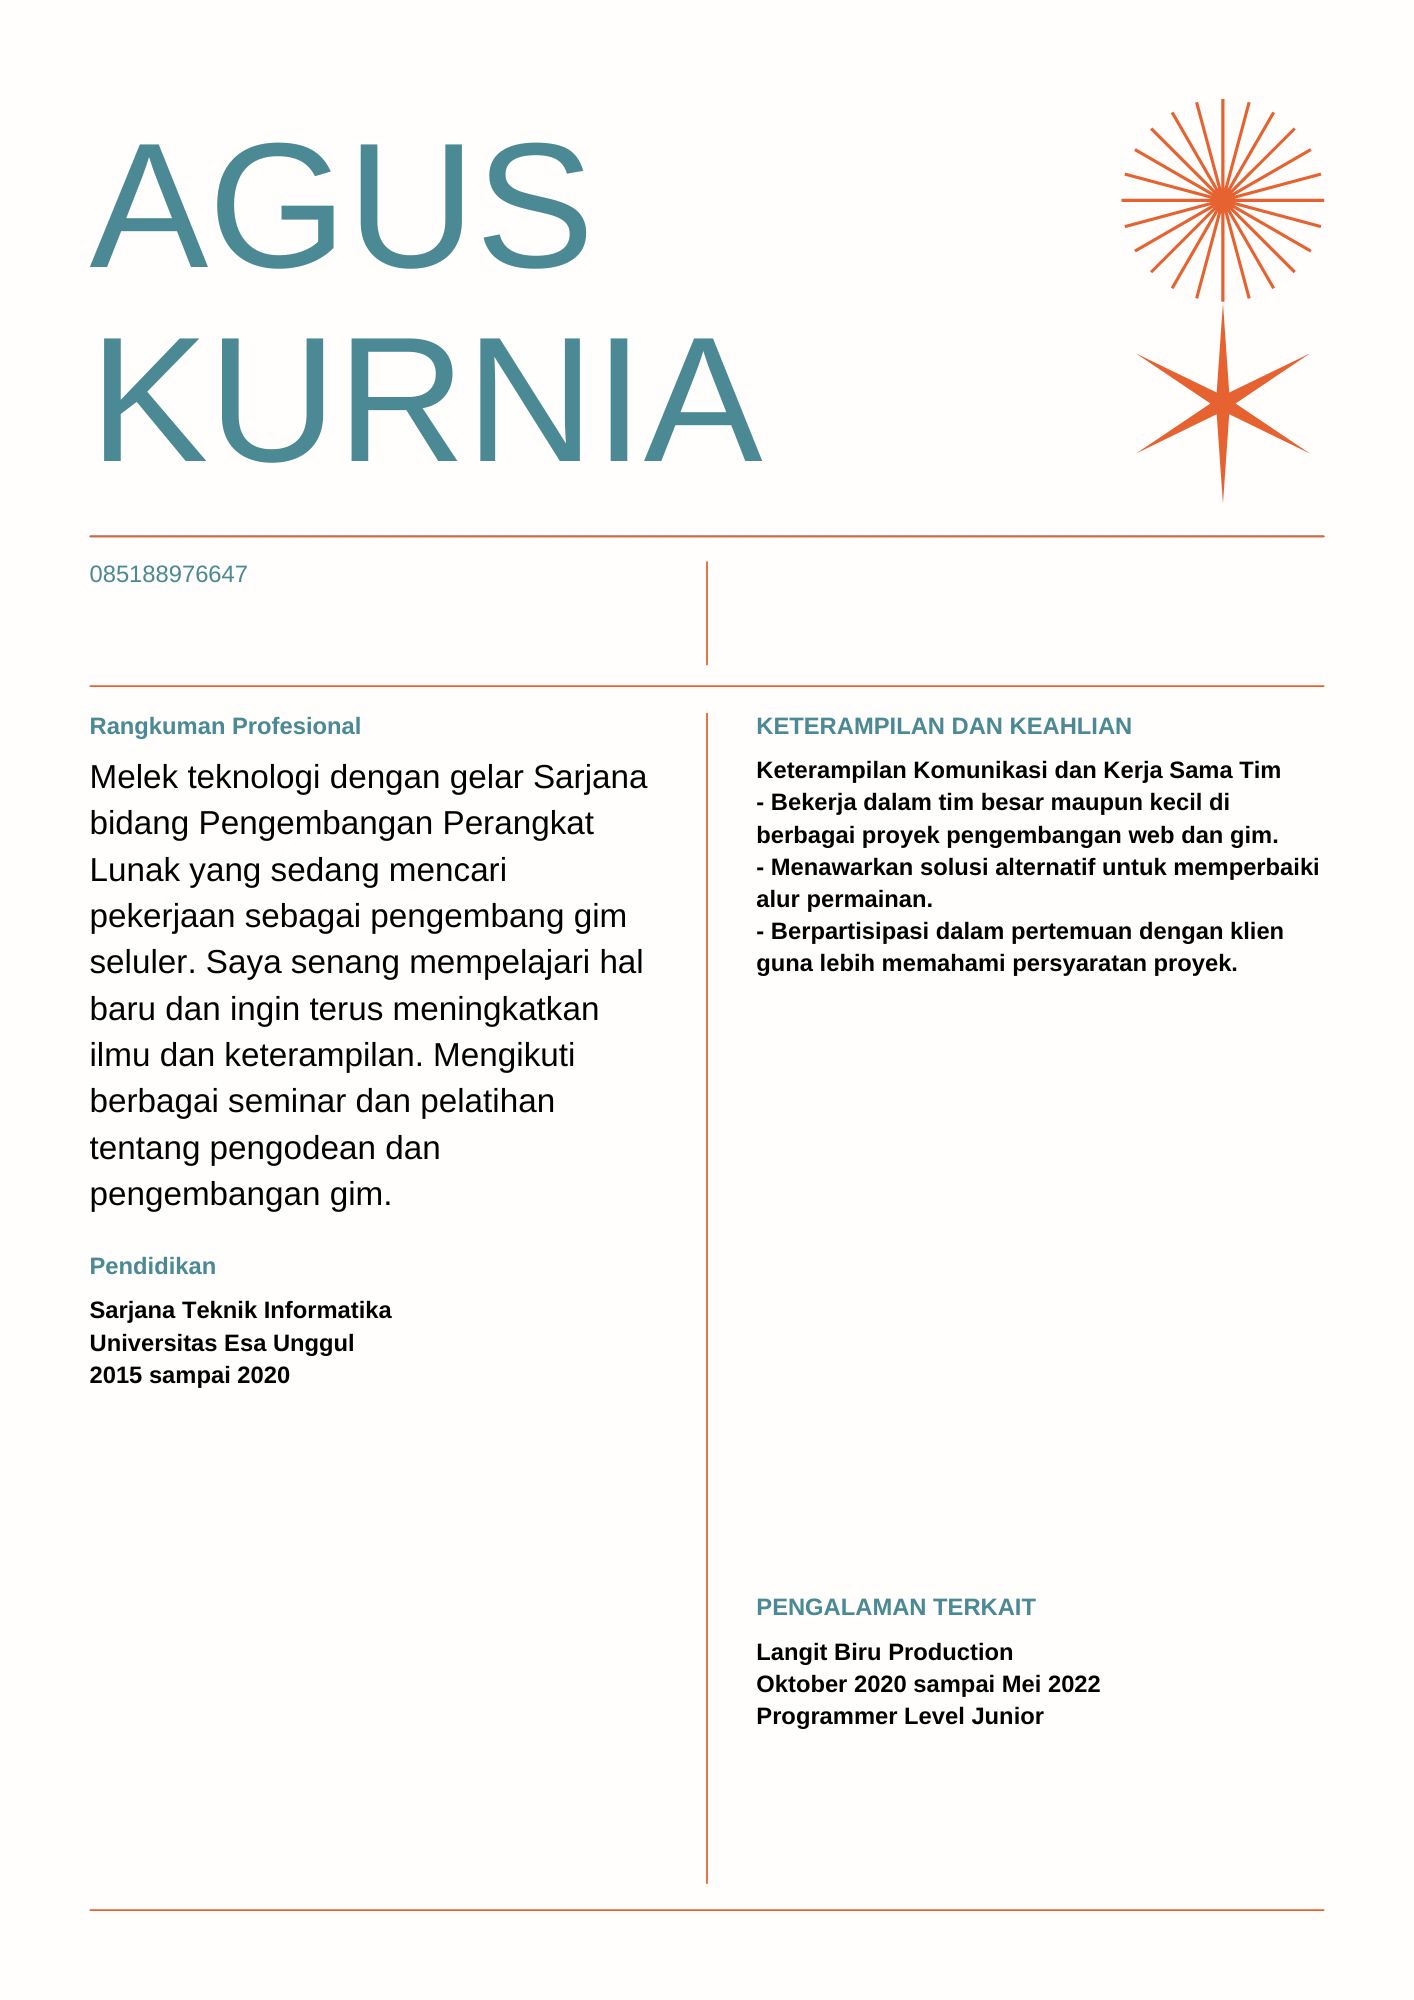 AGUS
KURNIA
085188976647
Rangkuman Profesional
Melek teknologi dengan gelar Sarjana
bidang Pengembangan Perangkat
Lunak yang sedang mencari
pekerjaan sebagai pengembang gim
seluler. Saya senang mempelajari hal
baru dan ingin terus meningkatkan
ilmu dan keterampilan. Mengikuti
berbagai seminar dan pelatihan
tentang pengodean dan
pengembangan gim.
Pendidikan
Sarjana Teknik Informatika
Universitas Esa Unggul
2015 sampai 2020
KETERAMPILAN DAN KEAHLIAN
Keterampilan Komunikasi dan Kerja Sama Tim
- Bekerja dalam tim besar maupun kecil di
berbagai proyek pengembangan web dan gim.
- Menawarkan solusi alternatif untuk memperbaiki
alur permainan.
- Berpartisipasi dalam pertemuan dengan klien
guna lebih memahami persyaratan proyek.
PENGALAMAN TERKAIT
Langit Biru Production
Oktober 2020 sampai Mei 2022
Programmer Level Junior